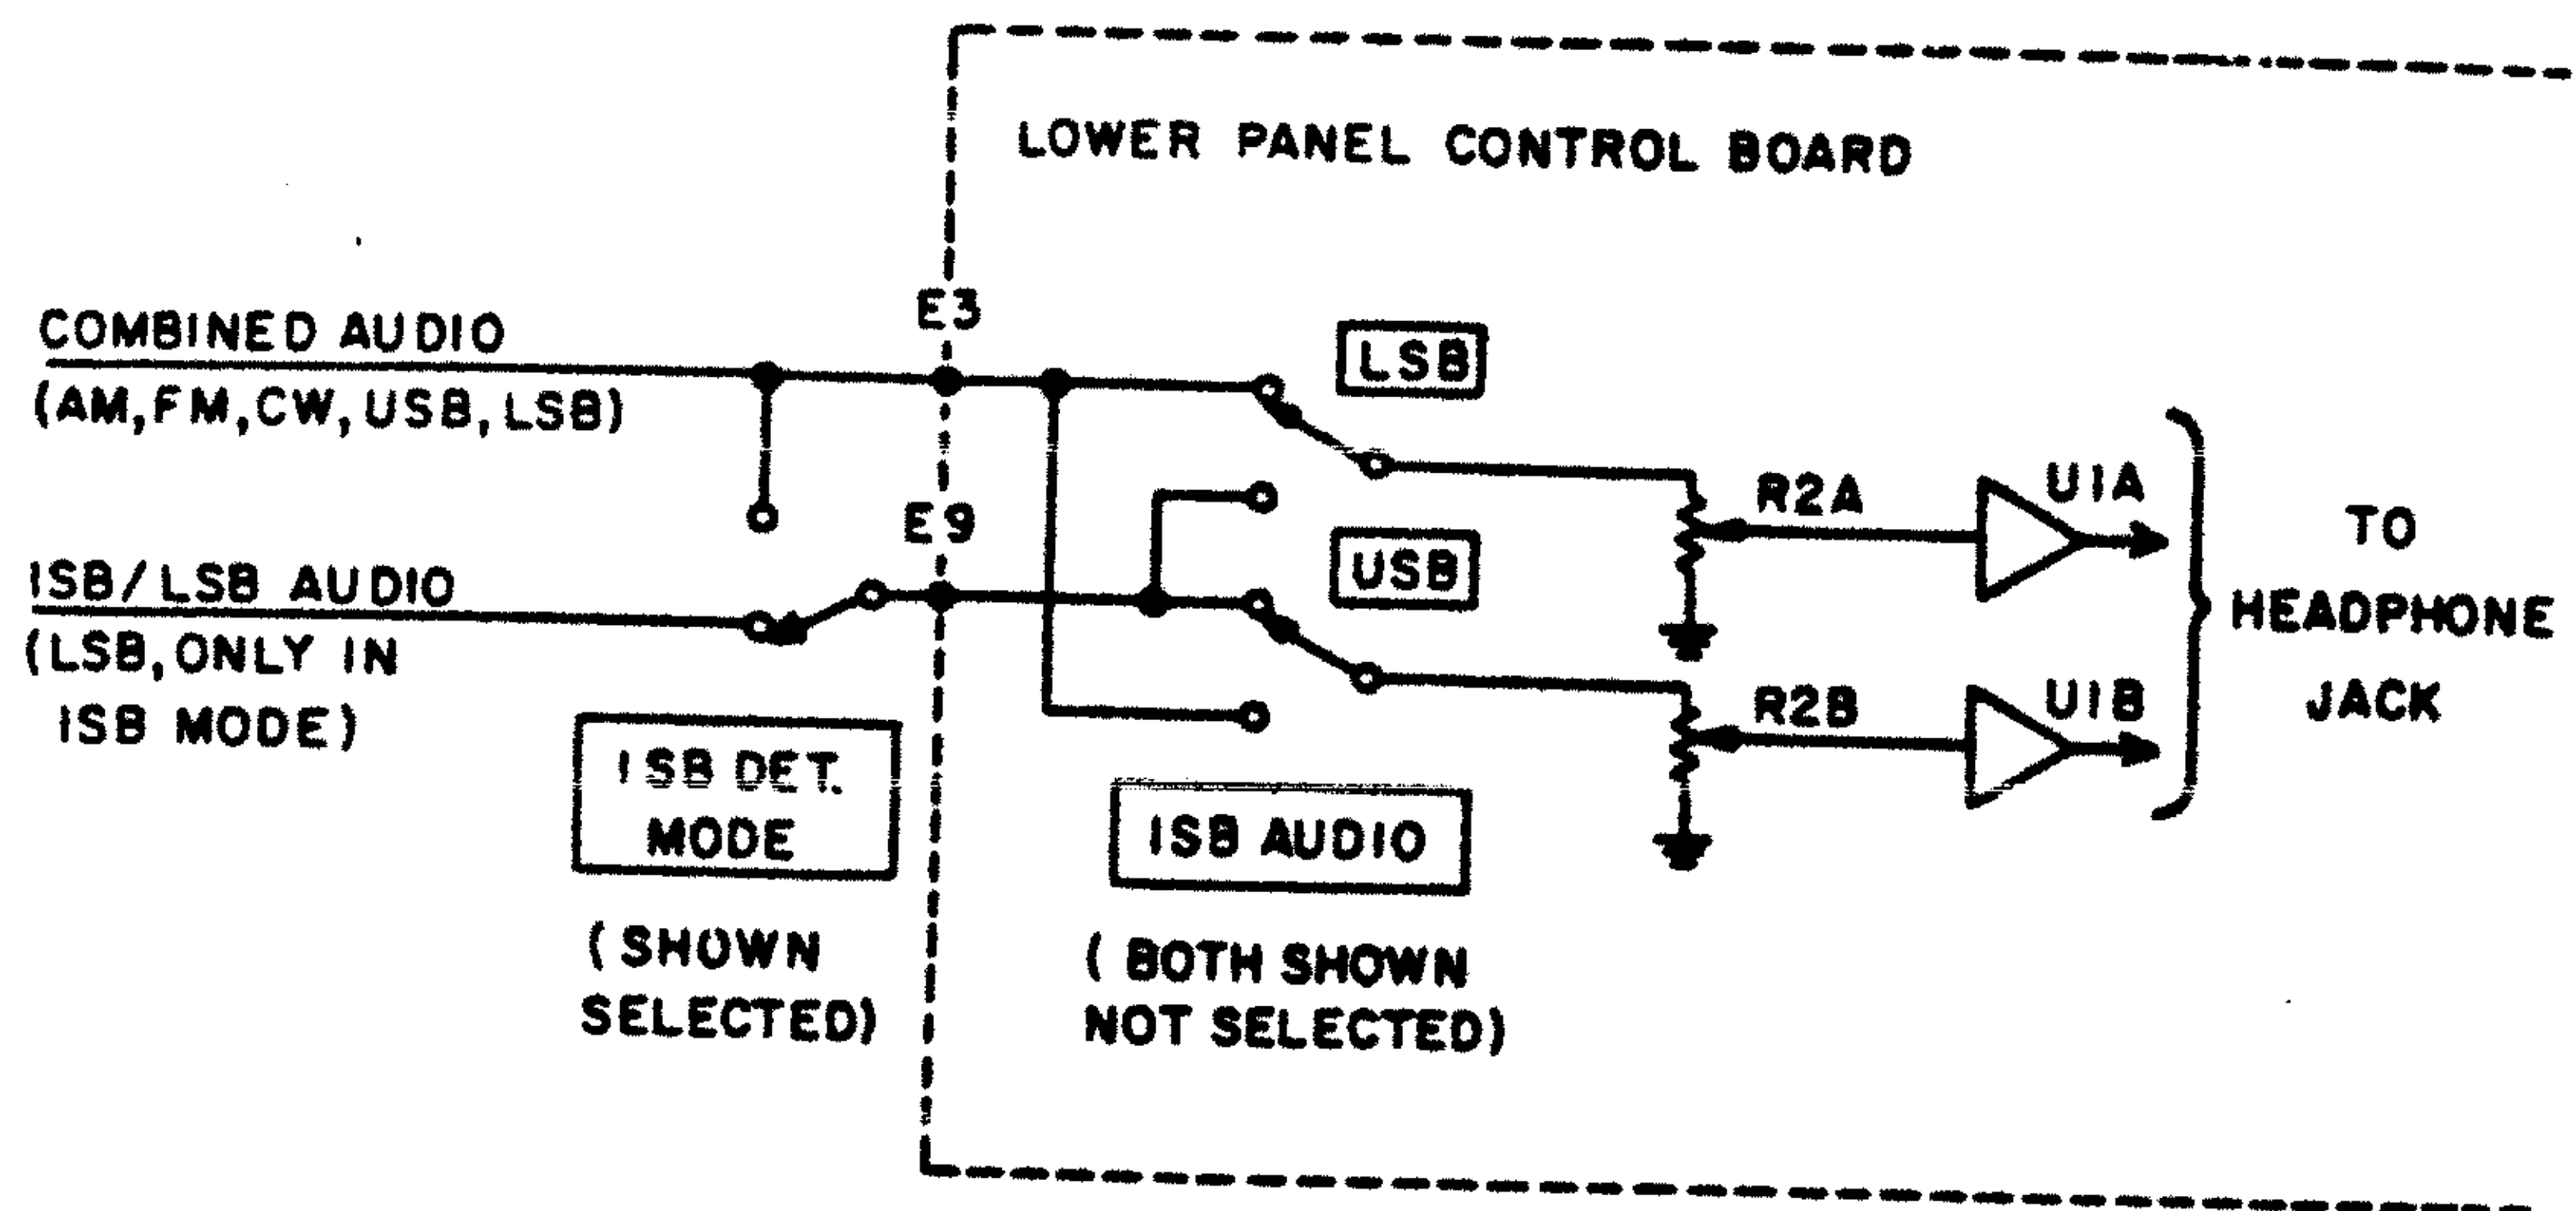 LOWER PANEL CONTROL BOARD
E3
COMBINED AUDIO
(AM, FM, CW, USB, LSB)
LSB
E9
USB
R2A
U1A
ISB/LSB AUDIO
(LSB, ONLY IN
ISB MODE)
R2B
U1B
TO
HEADPHONE
JACK
ISB DET.
MODE
(SHOWN
SELECTED)
ISB AUDIO
( BOTH SHOWN
NOT SELECTED)